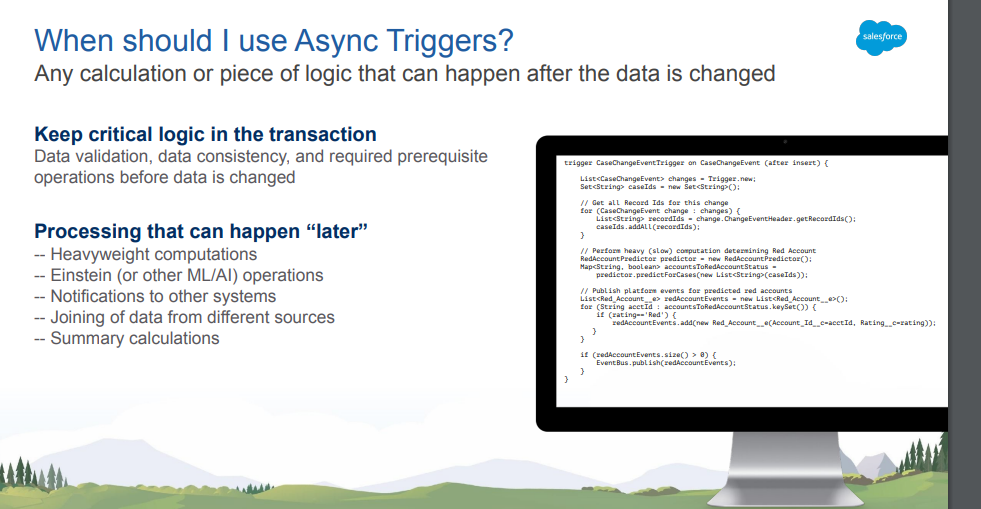 When should I use Async Triggers?
salesforce
Any calculation or piece of logic that can happen after the data is changed
Keep critical logic in the transaction
Data validation, data consistency, and required prerequisite
operations before data is changed
Processing that can happen “later”
-- Heavyweight computations
-- Einstein (or other ML/AI) operations
-- Notifications to other systems
-- Joining of data from different sources
-- Summary calculations
trigger CaseChangeEventTrigger on CaseChangeEvent (after insert) {
List<CaseChangeEvent> changes = Trigger.new;
Set<String> caseIds = new Set<String>();
// Get all Record Ids for this change
for (CaseChangeEvent change : changes) {
List<String> recordIds = change.ChangeEventHeader.getRecordIds();
caseIds.addAll(recordIds);
}
// Perform heavy (slow) computation determining Red Account
RedAccountPredictor predictor = new RedAccountPredictor();
Map<String, boolean> accountsToRedAccountStatus =
predictor.predictForCases(new List<String>(caseIds));
// Publish platform events for predicted red accounts
List<Red_Account__e> redAccountEvents = new List<Red_Account__e>();
for (String acctId : accountsToRedAccountStatus.keySet()) {
if (rating=='Red') {
redAccountEvents.add(new Red_Account__e(Account_Id__c=acctId, Rating__c=rating));
}
}
if (redAccountEvents.size() > 0) {
EventBus.publish(redAccountEvents);
}
}